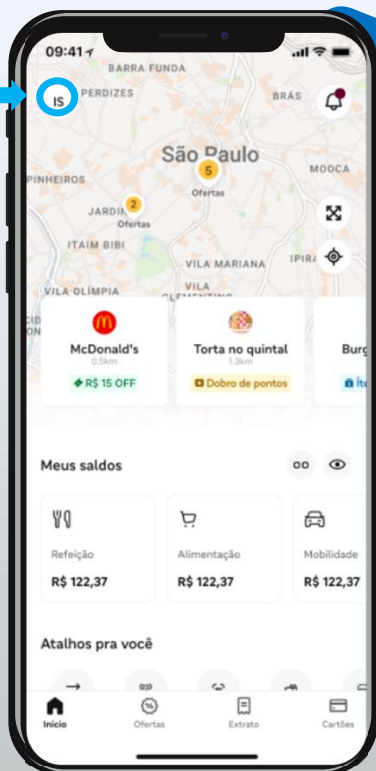 09:41
BARRA FUNDA
IS
PERDIZES
BRÁS
São Paulo
5
Ofertas
MOOCA
PINHEIROS
JARDI
2
Ofertas
ITAIM BIBI
VILA MARIANA
IPIR
VILA OLÍMPIA
VILA
McDonald's
0.5km
R$ 15 OFF
Torta no quintal
1.3km
Dobro de pontos
Burg
Íte
Meus saldos
Refeição
R$ 122,37
Alimentação
R$ 122,37
Mobilidade
R$ 122,37
Atalhos pra você
Início
Ofertas
Extrato
Cartões